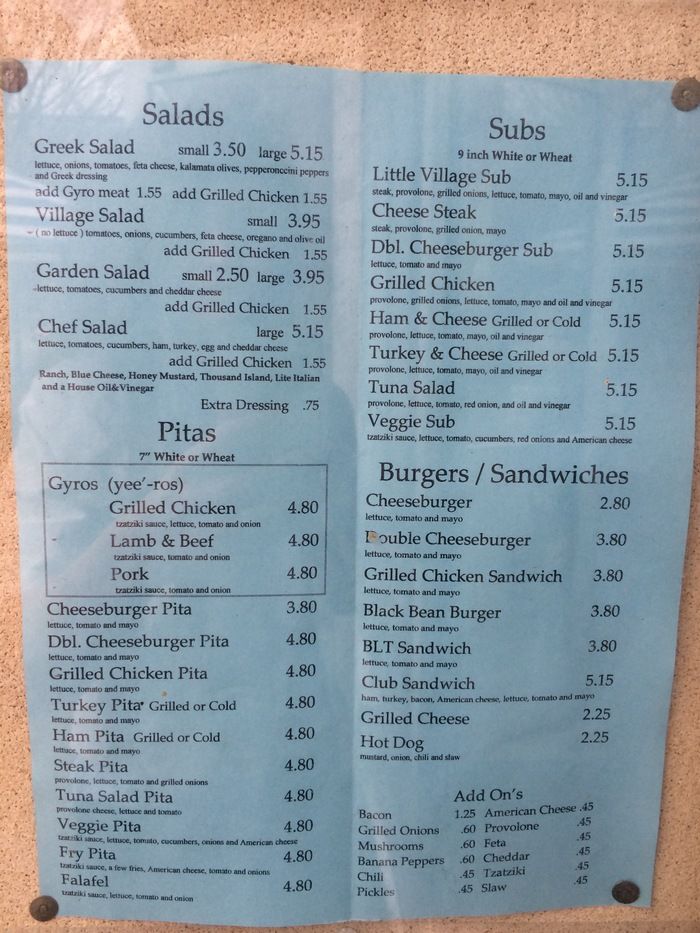 Salads
Greek Salad small 3.50 large 5.15
lettuce, onions, tomatoes, feta cheese, kalamata olives, pepperoncini peppers
and Greek dressing
add Gyro meat 1.55 add Grilled Chicken 1.55
Village Salad small 3.95
( no lettuce ) tomatoes, onions, cucumbers, feta cheese, oregano and olive oil
add Grilled Chicken 1.55
Garden Salad small 2.50 large 3.95
lettuce, tomatoes, cucumbers and cheddar cheese
add Grilled Chicken 1.55
Chef Salad large 5.15
lettuce, tomatoes, cucumbers, ham, turkey, egg and cheddar cheese
add Grilled Chicken 1.55
Ranch, Blue Cheese, Honey Mustard, Thousand Island, Lite Italian
and a House Oil&Vinegar
Extra Dressing .75
Pitas
7" White or Wheat
Gyros (yee'-ros)
Grilled Chicken 4.80
tzatziki sauce, lettuce, tomato and onion
Lamb & Beef 4.80
tzatziki sauce, tomato and onion
Pork 4.80
tzatziki sauce, tomato and onion
Cheeseburger Pita 3.80
lettuce, tomato and mayo
Dbl. Cheeseburger Pita 4.80
lettuce, tomato and mayo
Grilled Chicken Pita 4.80
lettuce, tomato and mayo
Turkey Pita Grilled or Cold 4.80
lettuce, tomato and mayo
Ham Pita Grilled or Cold 4.80
lettuce, tomato and mayo
Steak Pita 4.80
provolone, lettuce, tomato and grilled onions
Tuna Salad Pita 4.80
provolone cheese, lettuce and tomato
Veggie Pita 4.80
tzatziki sauce, lettuce, tomato, cucumbers, onions and American cheese
Fry Pita 4.80
tzatziki sauce, a few fries, American cheese, tomato and onion
Falafel 4.80
tzatziki sauce, lettuce, tomato and onion
Subs
9 inch White or Wheat
Little Village Sub 5.15
steak, provolone, grilled onions, lettuce, tomato, mayo, oil and vinegar
Cheese Steak 5.15
steak, provolone, grilled onion, mayo
Dbl. Cheeseburger Sub 5.15
lettuce, tomato and mayo
Grilled Chicken 5.15
provolone, grilled onions, lettuce, tomato, mayo and oil and vinegar
Ham & Cheese Grilled or Cold 5.15
provolone, lettuce, tomato, mayo, oil and vinegar
Turkey & Cheese Grilled or Cold 5.15
provolone, lettuce, tomato, mayo, oil and vinegar
Tuna Salad 5.15
provolone, lettuce, tomato, red onion, and oil and vinegar
Veggie Sub 5.15
tzatziki sauce, lettuce, tomato, cucumbers, red onions and American cheese
Burgers / Sandwiches
Cheeseburger 2.80
lettuce, tomato and mayo
Double Cheeseburger 3.80
lettuce, tomato and mayo
Grilled Chicken Sandwich 3.80
lettuce, tomato and mayo
Black Bean Burger 3.80
lettuce, tomato and mayo
BLT Sandwich 3.80
lettuce, tomato and mayo
Club Sandwich 5.15
ham, turkey, bacon, American cheese, lettuce, tomato and mayo
Grilled Cheese 2.25
Hot Dog 2.25
mustard, onion, chili and slaw
Add On's
Bacon 1.25 American Cheese .45
Grilled Onions .60 Provolone .45
Mushrooms .60 Feta .45
Banana Peppers .60 Cheddar .45
Chili .45 Tzatziki .45
Pickles .45 Slaw .45